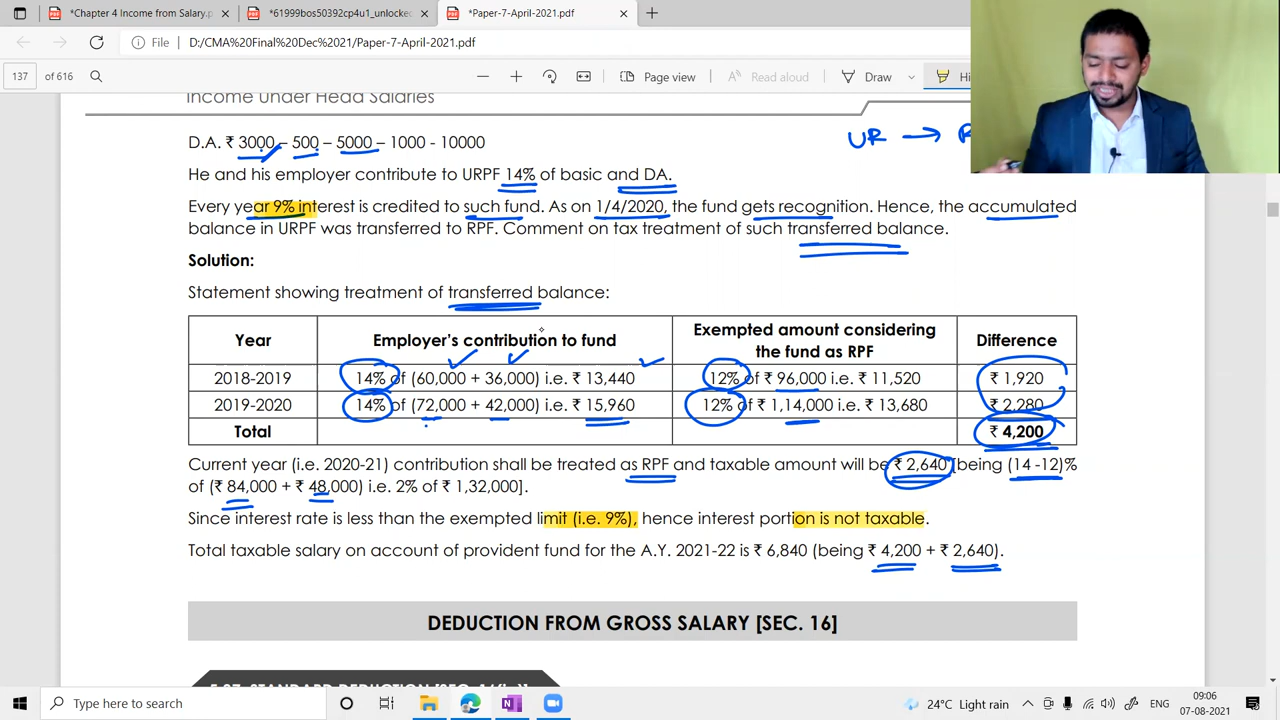 *Chapter 4 Income from Salary.p
*61999bos50392cp4u1_unlocked
*Paper-7-April-2021.pdf
File D:/CMA%20Final%20Dec%2021/Paper-7-April-2021.pdf
137 of 616 Page view Read aloud Draw Hi
Income under Head Salaries
UR →
D.A. ₹ 3000 – 500 – 5000 – 1000 - 10000
He and his employer contribute to URPF 14% of basic and DA.
Every year 9% interest is credited to such fund. As on 1/4/2020, the fund gets recognition. Hence, the accumulated
balance in URPF was transferred to RPF. Comment on tax treatment of such transferred balance.
Solution:
Statement showing treatment of transferred balance:
Year Employer's contribution to fund Exempted amount considering the fund as RPF Difference
2018-2019 14% of (60,000 + 36,000) i.e. ₹ 13,440 12% of ₹ 96,000 i.e. ₹ 11,520 ₹ 1,920
2019-2020 14% of (72,000 + 42,000) i.e. ₹ 15,960 12% of ₹ 1,14,000 i.e. ₹ 13,680 ₹ 2,280
Total ₹ 4,200
Current year (i.e. 2020-21) contribution shall be treated as RPF and taxable amount will be ₹ 2,640 [being (14 -12)%
of (₹ 84,000 + ₹ 48,000) i.e. 2% of ₹ 1,32,000].
Since interest rate is less than the exempted limit (i.e. 9%), hence interest portion is not taxable.
Total taxable salary on account of provident fund for the A.Y. 2021-22 is ₹ 6,840 (being ₹ 4,200 + ₹ 2,640).
DEDUCTION FROM GROSS SALARY [SEC. 16]
Type here to search
24°C Light rain
ENG
09:06
07-08-2021